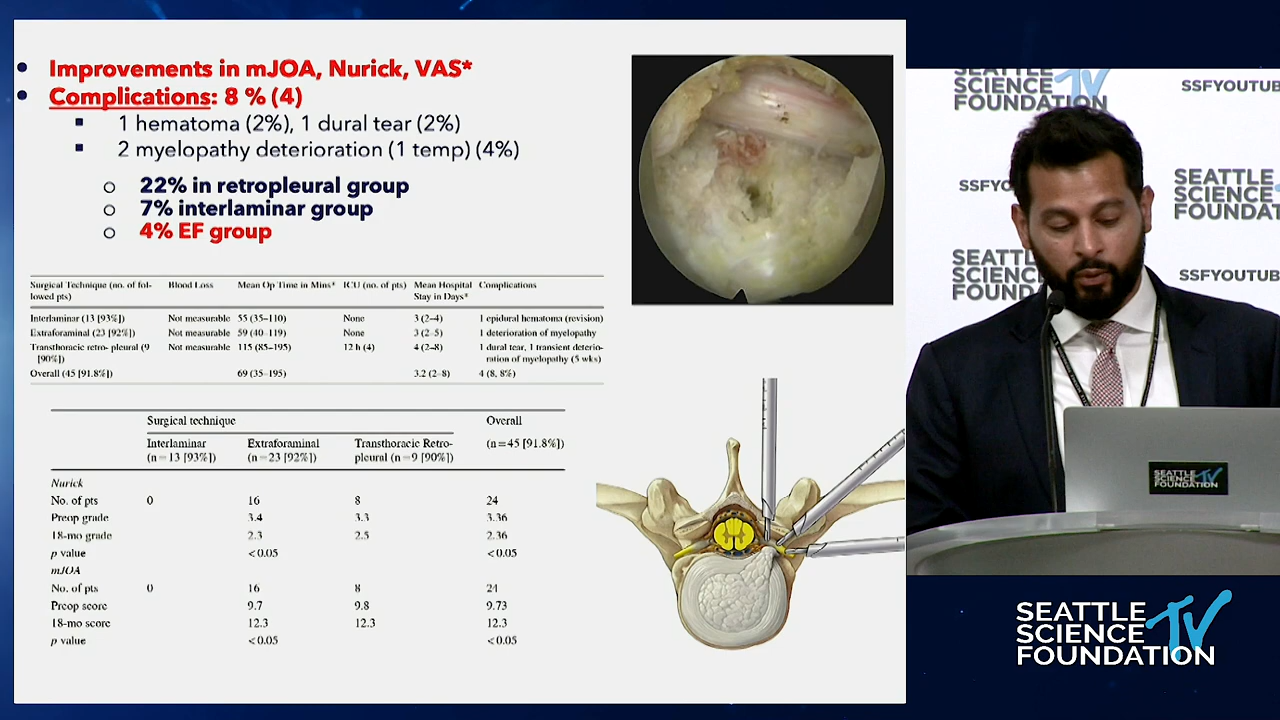 Improvements in mJOA, Nurick, VAS*
Complications: 8 % (4)
1 hematoma (2%), 1 dural tear (2%)
2 myelopathy deterioration (1 temp) (4%)
22% in retropleural group
7% interlaminar group
4% EF group
Surgical Technique (no. of fol- Blood Loss Mean Op Time in Mins* ICU (no. of pts) Mean Hospital Complications
lowed pts) Stay in Days*
Interlaminar (13 [93%]) Not measurable 55 (35–110) None 3 (2–4) 1 epidural hematoma (revision)
Extraforaminal (23 [92%]) Not measurable 59 (40–119) None 3 (2–5) 1 deterioration of myelopathy
Transthoracic retro- pleural (9 Not measurable 115 (85–195) 12 h (4) 4 (2–8) 1 dural tear, 1 transient deterio-
[90%]) ration of myelopathy (5 wks)
Overall (45 [91.8%]) 69 (35–195) 3.2 (2–8) 4 (8, 8%)
Surgical technique Overall
Interlaminar Extraforaminal Transthoracic Retro- (n=45 [91.8%])
(n=13 [93%]) (n=23 [92%]) pleural (n=9 [90%])
Nurick
No. of pts 0 16 8 24
Preop grade 3.4 3.3 3.36
18-mo grade 2.3 2.5 2.36
p value <0.05 <0.05
mJOA
No. of pts 0 16 8 24
Preop score 9.7 9.8 9.73
18-mo score 12.3 12.3 12.3
p value <0.05 <0.05
SEATTLE
SCIENCE TV
FOUNDATION
SSFYOUTUB
SSFYO
SEATTLE
SCIENCE
FOUNDAT
SEATTL
SCIENC
FOUND
SSFYOUTUB
SEATTLE
SCIENCE TV
FOUNDATION
SEATTLE
SCIENCE TV
FOUNDATION